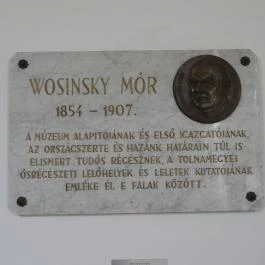 WOSINSKY MÓR
1854 – 1907.
A MÚZEUM ALAPITÓJÁNAK ÉS ELSŐ IGAZGATÓJÁNAK,
AZ ORSZÁGSZERTE ÉS HAZÁNK HATÁRAIN TÚL IS
ELISMERT TUDÓS RÉGÉSZNEK, A TOLNAMEGYEI
ŐSRÉGÉSZETI LELŐHELYEK ÉS LELETEK KUTATÓJÁNAK
EMLÉKE ÉL E FALAK KÖZÖTT.